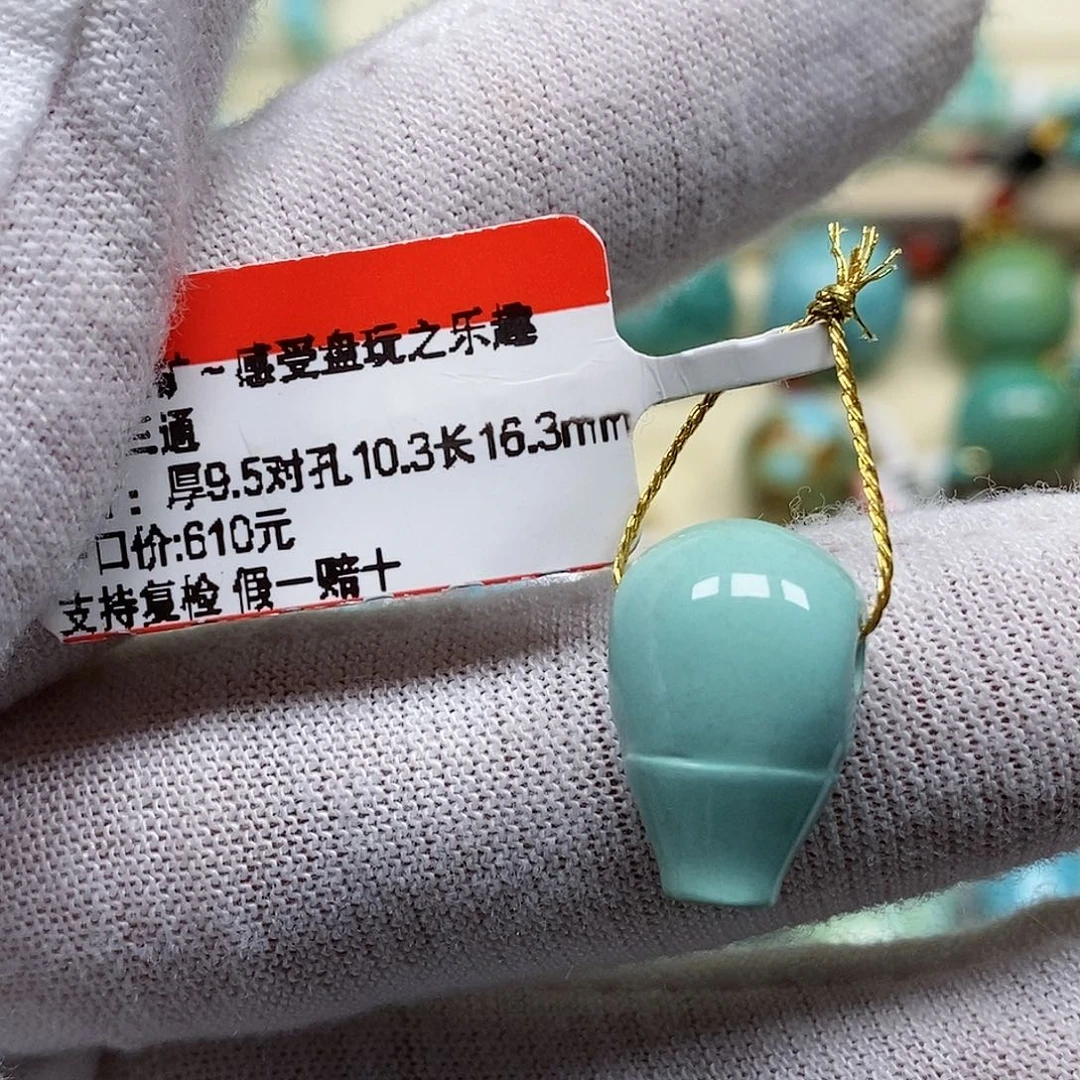 ~感受盘玩之乐趣
三通
：厚9.5对孔10.3长16.3mm
口价:610元
支持复检 假一赔十